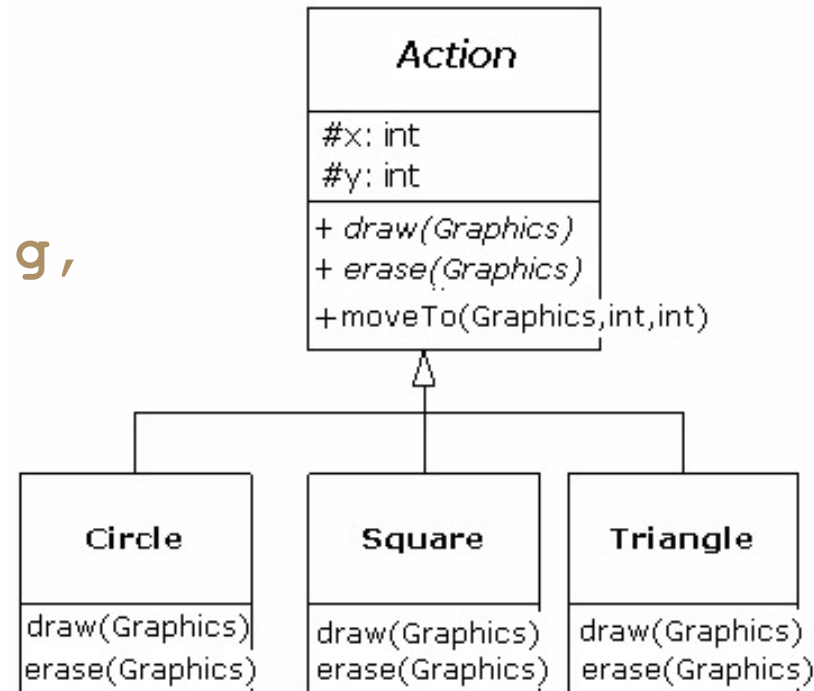 Action
#x: int
#y: int
+ draw(Graphics)
g,
+ erase(Graphics)
+moveTo(Graphics,int,int)
Circle
Square
Triangle
draw(Graphics)
erase(Graphics)
draw(Graphics)
erase(Graphics)
draw(Graphics)
erase(Graphics)